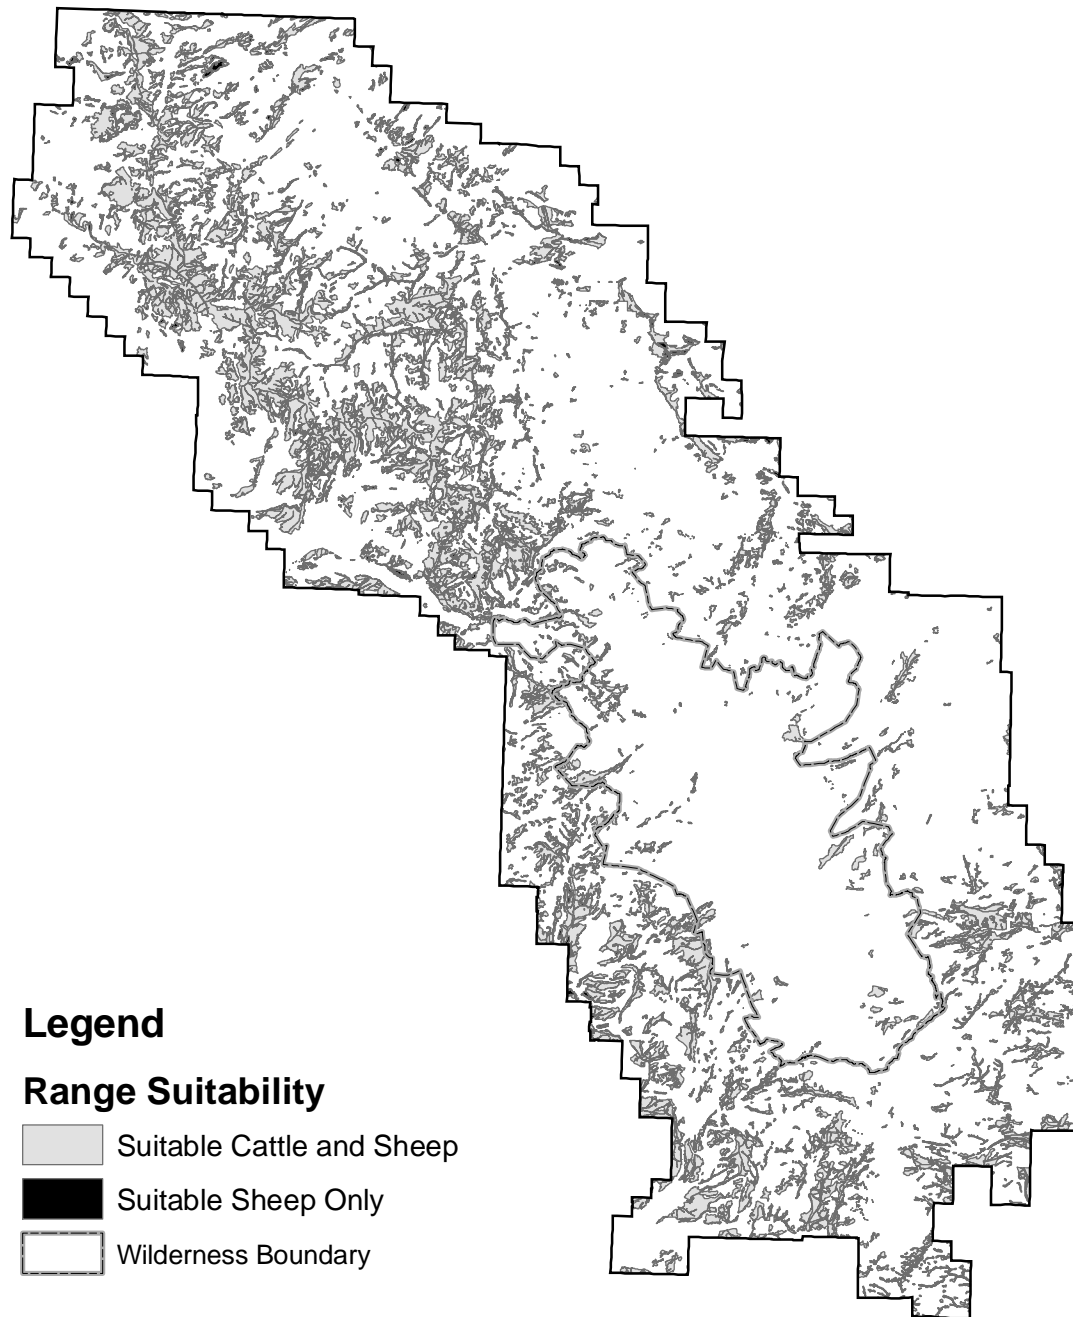 Legend
Range Suitability
Suitable Cattle and Sheep
Suitable Sheep Only
Wilderness Boundary